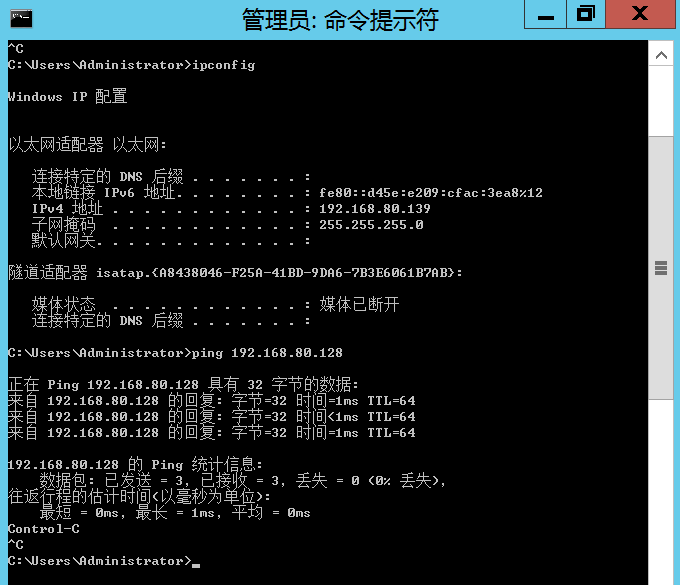 管理员: 命令提示符
^C
C:\Users\Administrator>ipconfig
Windows IP 配置
以太网适配器 以太网:
连接特定的 DNS 后缀 . . . . . . . :
本地链接 IPv6 地址. . . . . . . . : fe80::d45e:e209:cfac:3ea8%12
IPv4 地址 . . . . . . . . . . . . : 192.168.80.139
子网掩码  . . . . . . . . . . . . : 255.255.255.0
默认网关. . . . . . . . . . . . . :
隧道适配器 isatap.{A8438046-F25A-41BD-9DA6-7B3E6061B7AB}:
媒体状态  . . . . . . . . . . . . : 媒体已断开
连接特定的 DNS 后缀 . . . . . . . :
C:\Users\Administrator>ping 192.168.80.128
正在 Ping 192.168.80.128 具有 32 字节的数据:
来自 192.168.80.128 的回复: 字节=32 时间=1ms TTL=64
来自 192.168.80.128 的回复: 字节=32 时间<1ms TTL=64
来自 192.168.80.128 的回复: 字节=32 时间=1ms TTL=64
192.168.80.128 的 Ping 统计信息:
数据包: 已发送 = 3, 已接收 = 3, 丢失 = 0 (0% 丢失),
往返行程的估计时间(以毫秒为单位):
最短 = 0ms, 最长 = 1ms, 平均 = 0ms
Control-C
^C
C:\Users\Administrator>_